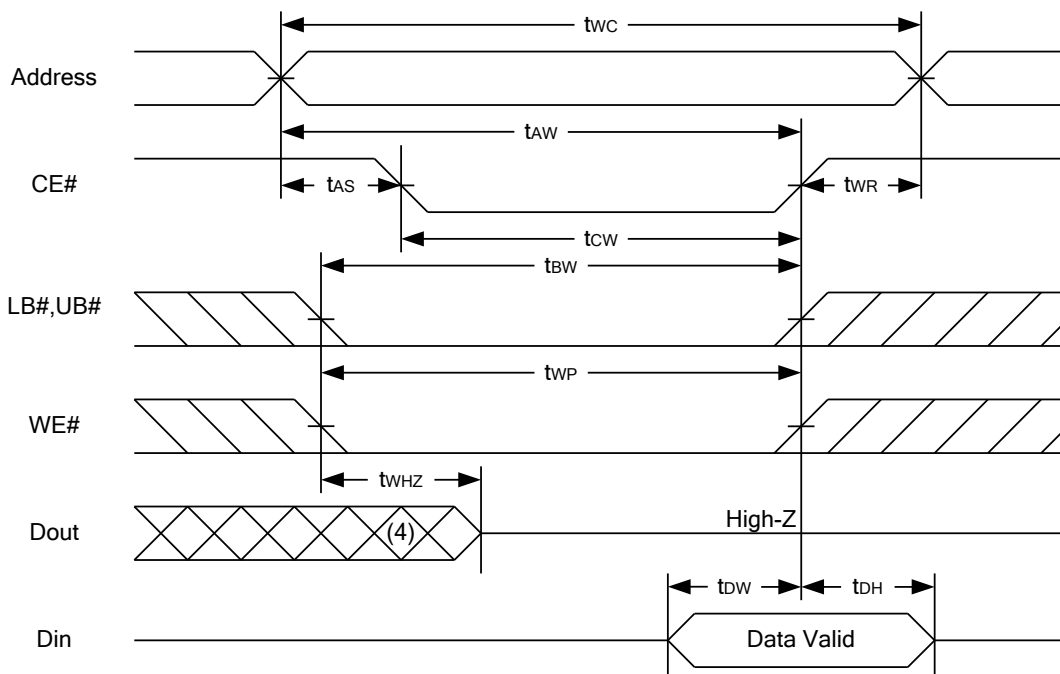 tWC
Address
tAW
CE#
tAS
tWR
tCW
tBW
LB#,UB#
tWP
WE#
tWHZ
Dout
(4)
High-Z
tDW
tDH
Din
Data Valid